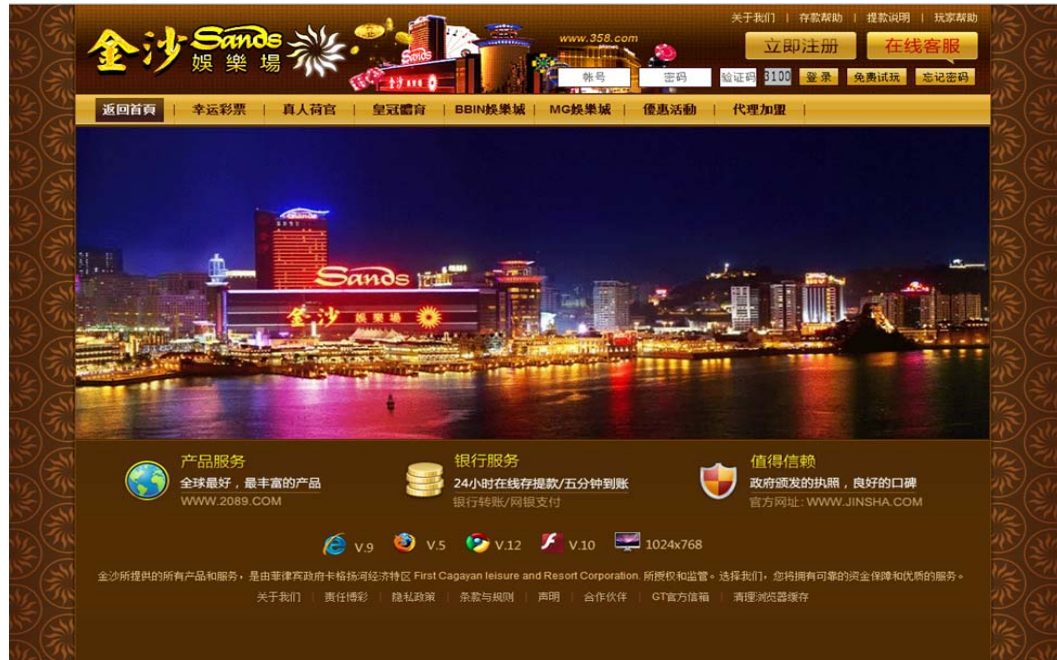 关于我们 | 存款帮助 | 提款说明 | 玩家帮助
金沙 Sands
娛樂場
www.358.com
立即注册 在线客服
帐号 密码 验证码 3100 登录 免费试玩 忘记密码
返回首頁 | 幸运彩票 | 真人荷官 | 皇冠體育 | BBIN娛樂城 | MG娛樂城 | 優惠活動 | 代理加盟 |
Sands
金沙 娛樂場
产品服务
全球最好，最丰富的产品
WWW.2089.COM
银行服务
24小时在线存提款/五分钟到账
银行转账/网银支付
值得信赖
政府颁发的执照，良好的口碑
官方网址: WWW.JINSHA.COM
V.9 V.5 V.12 V.10 1024x768
金沙所提供的所有产品和服务，是由菲律宾政府卡格扬河经济特区 First Cagayan leisure and Resort Corporation. 所授权和监管。选择我们，您将拥有可靠的资金保障和优质的服务。
关于我们 | 责任博彩 | 隐私政策 | 条款与规则 | 声明 | 合作伙伴 | GT官方信箱 | 清理浏览器缓存